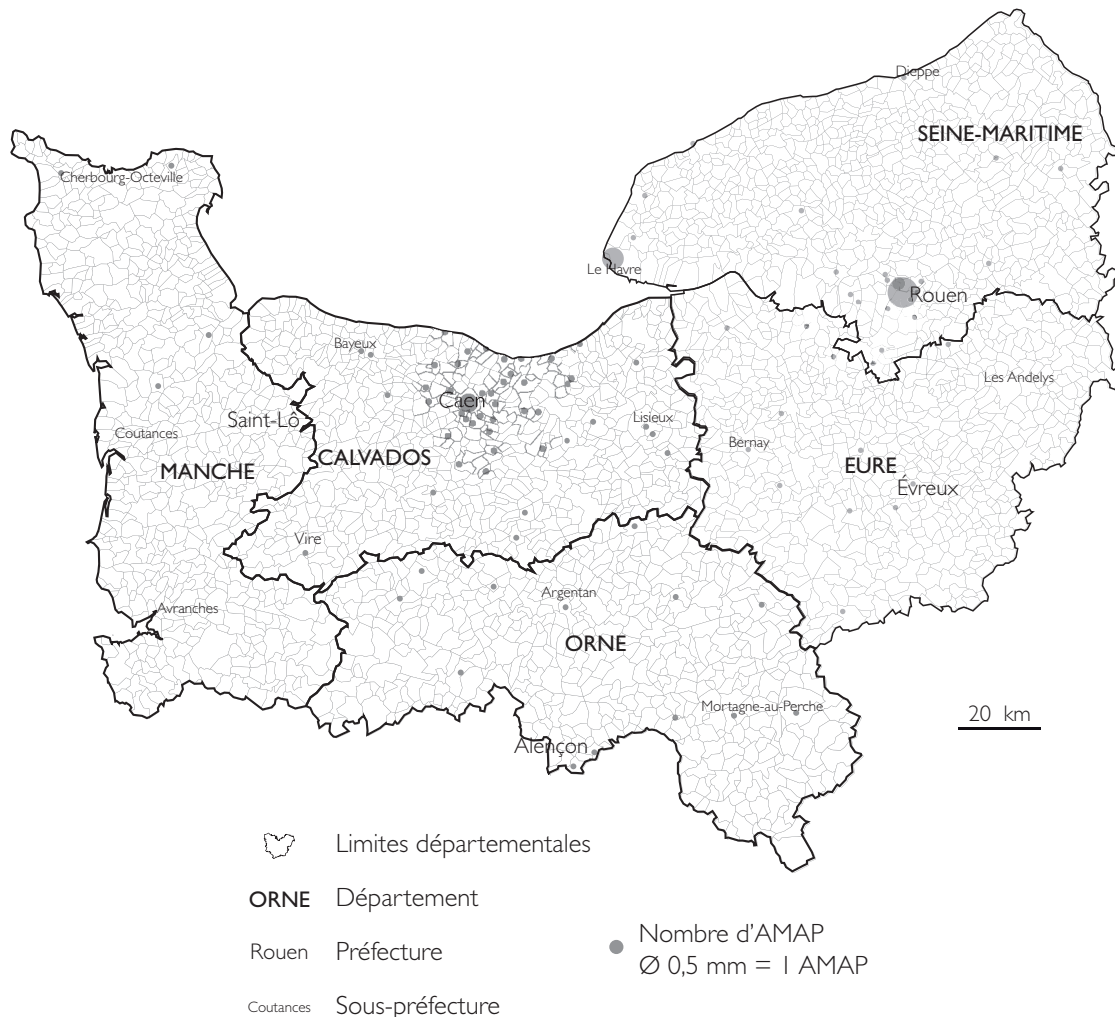 Dieppe
SEINE-MARITIME
Cherbourg-Octeville
Le Havre
Rouen
Bayeux
Les Andelys
Caen
Saint-Lô
Lisieux
Coutances
Bernay
MANCHE
CALVADOS
EURE
Évreux
Vire
Argentan
Avranches
ORNE
Mortagne-au-Perche
20 km
Alençon
Limites départementales
ORNE Département
Nombre d'AMAP
Rouen Préfecture
Ø 0,5 mm = 1 AMAP
Coutances Sous-préfecture